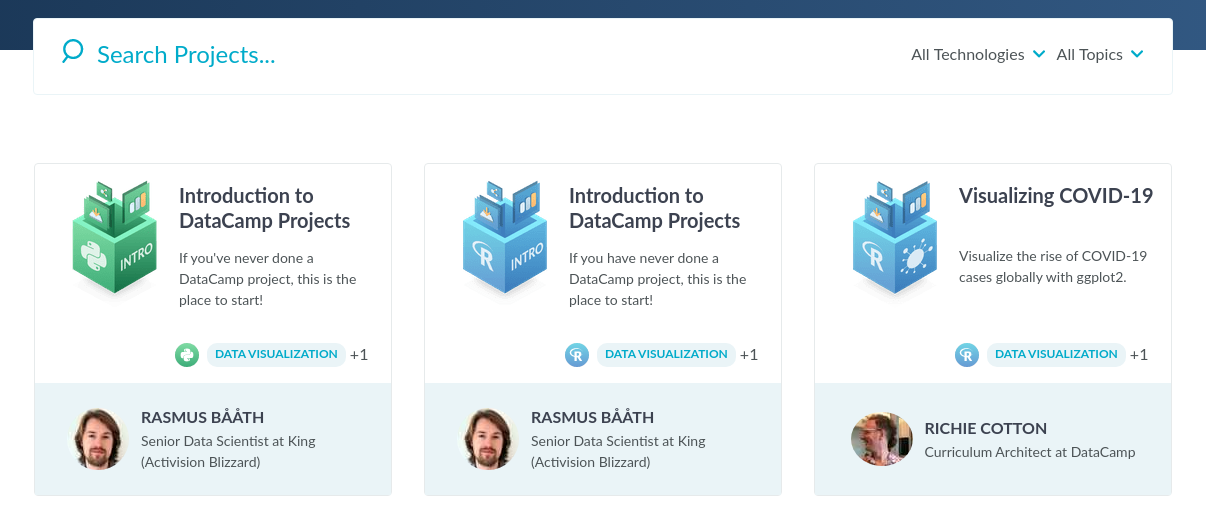 Search Projects...
All Technologies
All Topics
Introduction to
DataCamp Projects
If you've never done a
DataCamp project, this is the
place to start!
INTRO
DATA VISUALIZATION +1
RASMUS BÅÅTH
Senior Data Scientist at King
(Activision Blizzard)
Introduction to
DataCamp Projects
If you have never done a
DataCamp project, this is the
place to start!
R INTRO
R DATA VISUALIZATION +1
RASMUS BÅÅTH
Senior Data Scientist at King
(Activision Blizzard)
Visualizing COVID-19
Visualize the rise of COVID-19
cases globally with ggplot2.
R
R DATA VISUALIZATION +1
RICHIE COTTON
Curriculum Architect at DataCamp